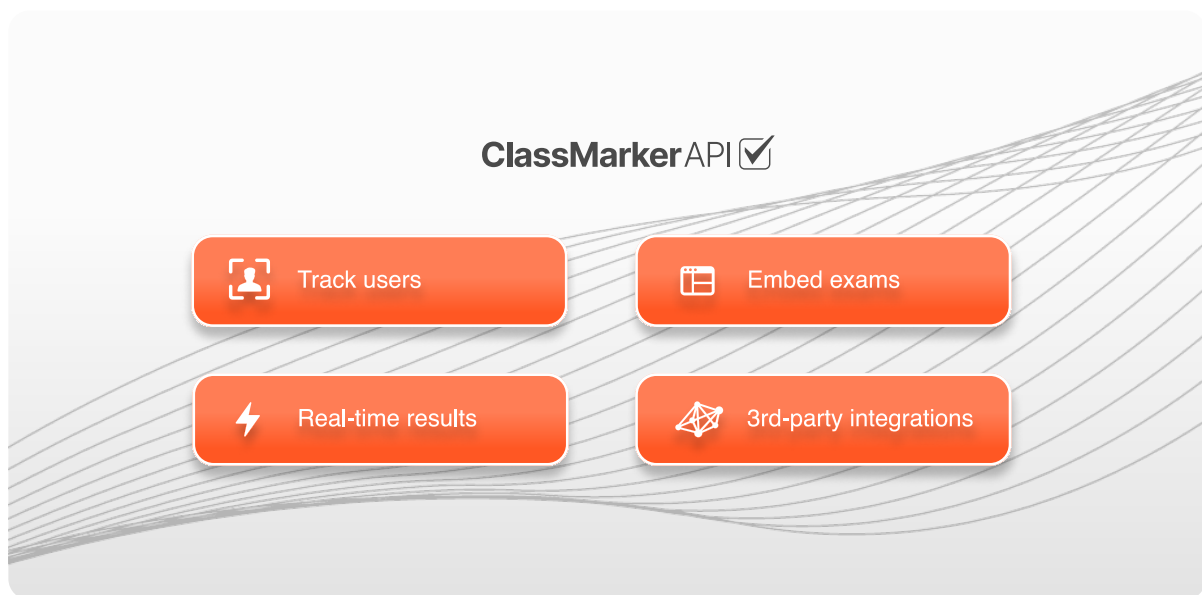 ClassMarker API
Track users
Embed exams
Real-time results
3rd-party integrations